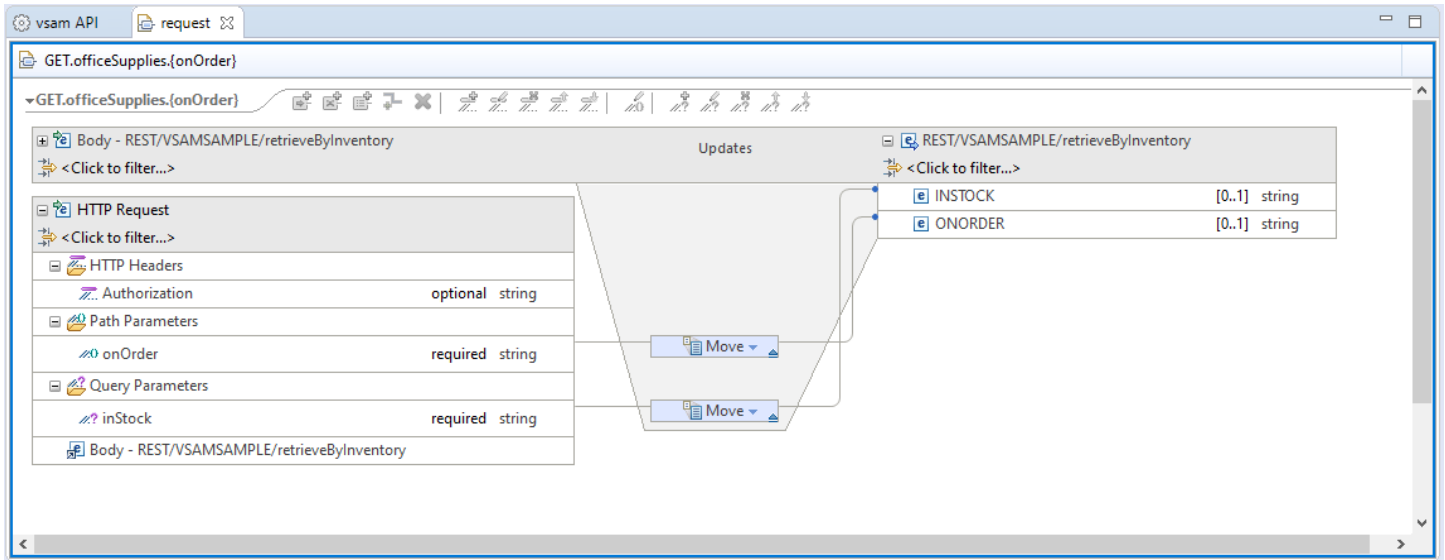 vsam API request
GET.officeSupplies.{onOrder}
GET.officeSupplies.{onOrder}
Body - REST/VSAMSAMPLE/retrieveByInventory
<Click to filter...>
Updates
REST/VSAMSAMPLE/retrieveByInventory
<Click to filter...>
INSTOCK [0..1] string
ONORDER [0..1] string
HTTP Request
<Click to filter...>
HTTP Headers
Authorization optional string
Path Parameters
onOrder required string
Move
Query Parameters
inStock required string
Move
Body - REST/VSAMSAMPLE/retrieveByInventory